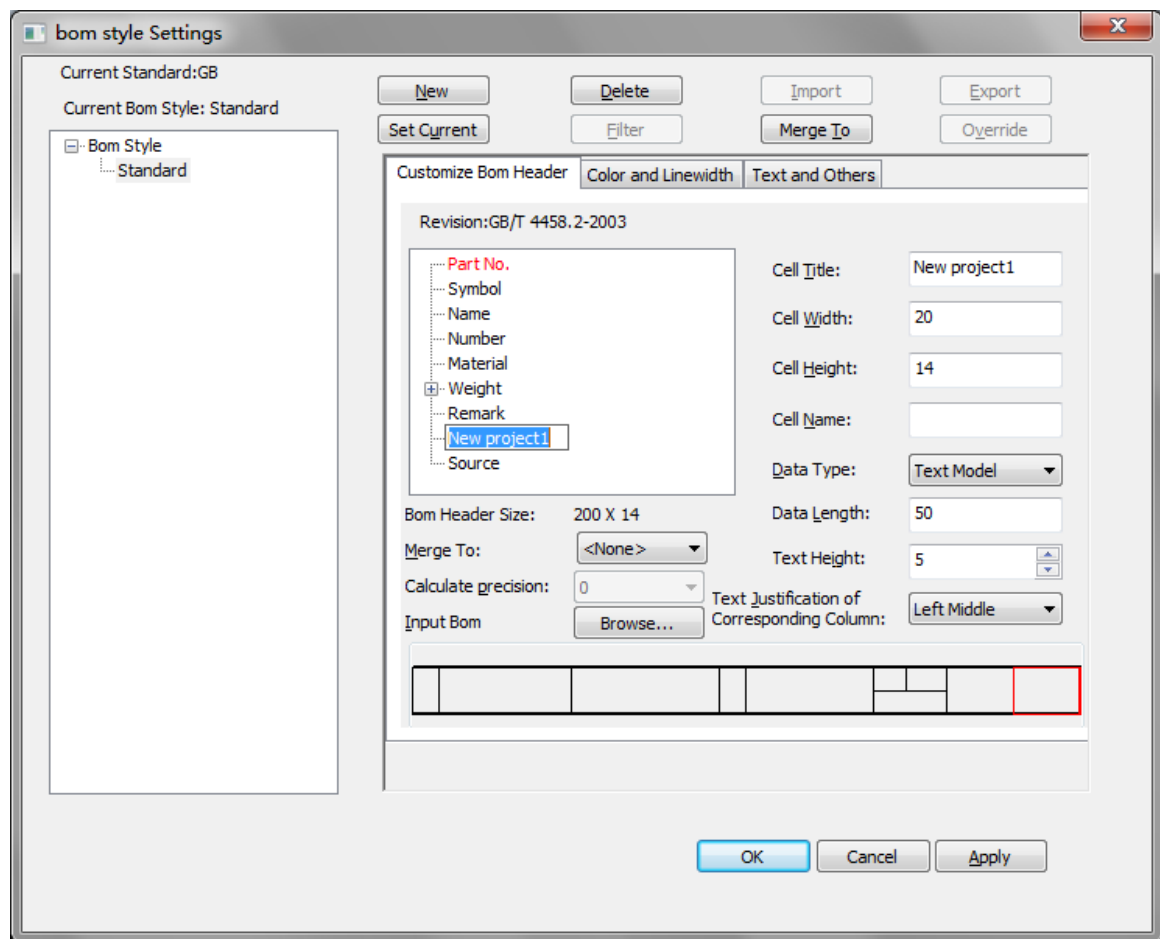 bom style Settings
Current Standard:GB
Current Bom Style: Standard
Bom Style
Standard
New
Delete
Import
Export
Set Current
Filter
Merge To
Override
Customize Bom Header
Color and Linewidth
Text and Others
Revision:GB/T 4458.2-2003
Part No.
Symbol
Name
Number
Material
Weight
Remark
New project1
Source
Cell Title:
New project1
Cell Width:
20
Cell Height:
14
Cell Name:
Data Type:
Text Model
Data Length:
50
Text Height:
5
Text Justification of
Corresponding Column:
Left Middle
Bom Header Size:
200 X 14
Merge To:
<None>
Calculate precision:
0
Input Bom
Browse...
OK
Cancel
Apply